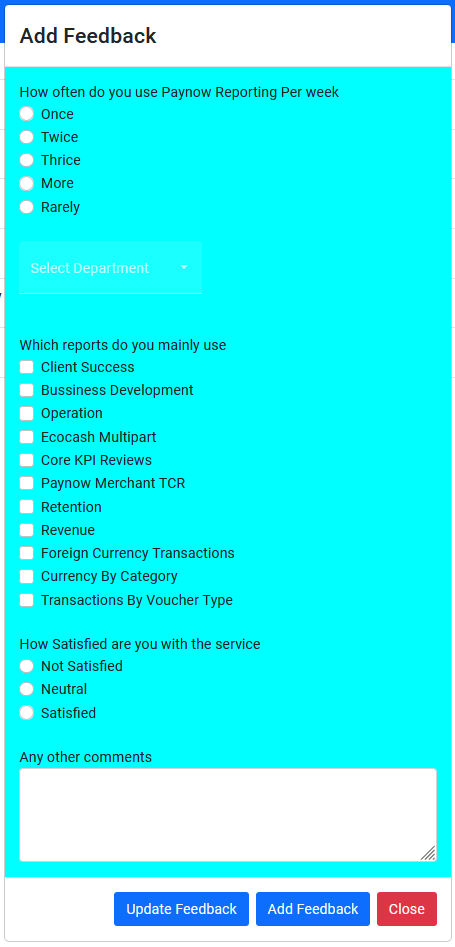 Add Feedback
How often do you use Paynow Reporting Per week
Once
Twice
Thrice
More
Rarely
Select Department
Which reports do you mainly use
Client Success
Bussiness Development
Operation
Ecocash Multipart
Core KPI Reviews
Paynow Merchant TCR
Retention
Revenue
Foreign Currency Transactions
Currency By Category
Transactions By Voucher Type
How Satisfied are you with the service
Not Satisfied
Neutral
Satisfied
Any other comments
Update Feedback Add Feedback Close